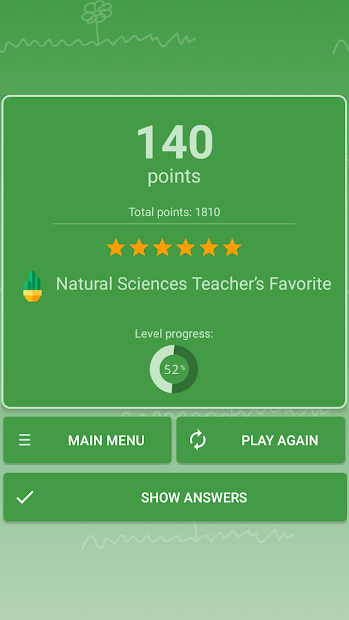 140
points
Total points: 1810
Natural Sciences Teacher’s Favorite
Level progress:
52%
MAIN MENU
PLAY AGAIN
SHOW ANSWERS